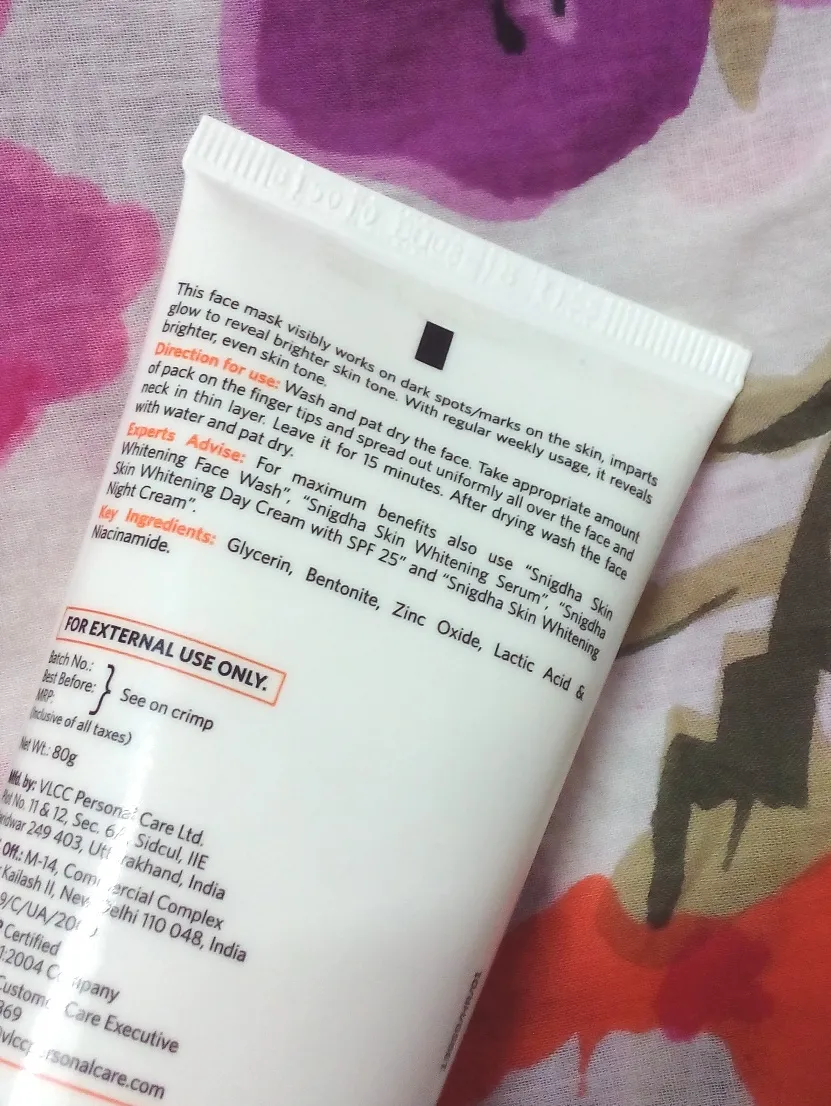 This face mask visibly works on dark spots/marks on the skin, imparts
glow to reveal brighter skin tone. With regular weekly usage, it reveals
brighter, even skin tone.
Direction for use: Wash and pat dry the face. Take appropriate amount
of pack on the finger tips and spread out uniformly all over the face and
neck in thin layer. Leave it for 15 minutes. After drying wash the face
with water and pat dry.
Experts Advise: For maximum benefits also use "Snigdha Skin
Whitening Face Wash", "Snigdha Skin Whitening Serum", "Snigdha
Skin Whitening Day Cream with SPF 25" and "Snigdha Skin Whitening
Night Cream".
Key Ingredients: Glycerin, Bentonite, Zinc Oxide, Lactic Acid &
Niacinamide.
FOR EXTERNAL USE ONLY.
Batch No.:
Best Before: } See on crimp
MRP:
(Inclusive of all taxes)
Net Wt.: 80g
Mfd. by: VLCC Personal Care Ltd.
No. 11 & 12, Sec. 6A, Sidcul, IIE
249 403, Uttarakhand, India
Off.: M-14, Commercial Complex
Kailash II, New Delhi 110 048, India
9/C/UA/20
Certified
1:2004 Company
Customer Care Executive
369
vlccpersonalcare.com